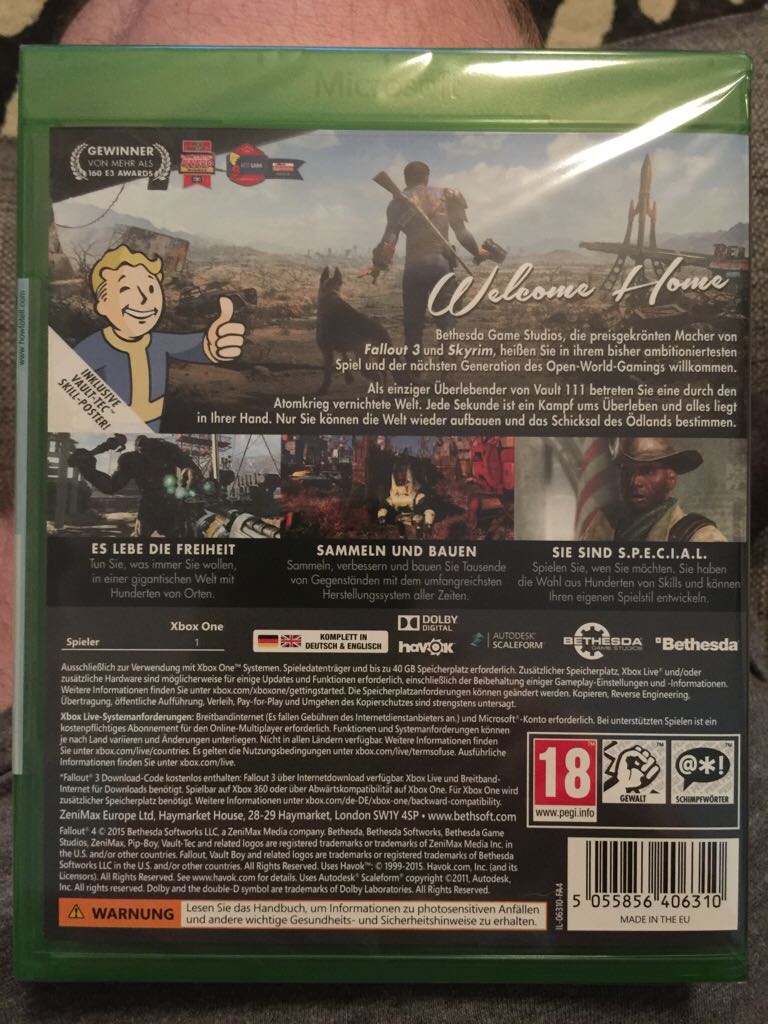 Microsoft
GEWINNER
VON MEHR ALS
160 E3 AWARDS
www.howtotell.com
Welcome Home
INKLUSIVE
VAULT-TEC™
SKILL-POSTER!
Bethesda Game Studios, die preisgekrönten Macher von
Fallout 3 und Skyrim, heißen Sie in ihrem bisher ambitioniertesten
Spiel und der nächsten Generation des Open-World-Gamings willkommen.
Als einziger Überlebender von Vault 111 betreten Sie eine durch den
Atomkrieg vernichtete Welt. Jede Sekunde ist ein Kampf ums Überleben und alles liegt
in Ihrer Hand. Nur Sie können die Welt wieder aufbauen und das Schicksal des Ödlands bestimmen.
ES LEBE DIE FREIHEIT
Tun Sie, was immer Sie wollen,
in einer gigantischen Welt mit
Hunderten von Orten.
SAMMELN UND BAUEN
Sammeln, verbessern und bauen Sie Tausende
von Gegenständen mit dem umfangreichsten
Herstellungssystem aller Zeiten.
SIE SIND S.P.E.C.I.A.L.
Spielen Sie, wen Sie möchten. Sie haben
die Wahl aus Hunderten von Skills und können
Ihren eigenen Spielstil entwickeln.
Xbox One
Spieler 1
KOMPLETT IN
DEUTSCH & ENGLISCH
DOLBY
DIGITAL
havok
AUTODESK®
SCALEFORM®
BETHESDA
GAME STUDIOS
Bethesda
Ausschließlich zur Verwendung mit Xbox One™ Systemen. Spieledatenträger und bis zu 40 GB Speicherplatz erforderlich. Zusätzlicher Speicherplatz, Xbox Live® und/oder
zusätzliche Hardware sind möglicherweise für einige Updates und Funktionen erforderlich, einschließlich der Beibehaltung einiger Gameplay-Einstellungen und -Informationen.
Weitere Informationen finden Sie unter xbox.com/xboxone/gettingstarted. Die Speicherplatzanforderungen können geändert werden. Kopieren, Reverse Engineering,
Übertragung, öffentliche Aufführung, Verleih, Pay-for-Play und Umgehen des Kopierschutzes sind strengstens untersagt.
Xbox Live-Systemanforderungen: Breitbandinternet (Es fallen Gebühren des Internetdienstanbieters an.) und Microsoft®-Konto erforderlich. Bei unterstützten Spielen ist ein
kostenpflichtiges Abonnement für den Online-Multiplayer erforderlich. Funktionen und Systemanforderungen können
je nach Land variieren und Änderungen unterliegen. Nicht in allen Ländern verfügbar. Weitere Informationen finden
Sie unter xbox.com/live/countries. Es gelten die Nutzungsbedingungen unter xbox.com/live/termsofuse. Ausführliche
Infos finden Sie unter xbox.com/live.
*Fallout® 3 Download-Code kostenlos enthalten: Fallout 3 über Internetdownload verfügbar. Xbox Live und Breitband-
Internet für Downloads benötigt. Spielbar auf Xbox 360 oder über Abwärtskompatibilität auf Xbox One. Für Xbox One wird
zusätzlicher Speicherplatz benötigt. Weitere Informationen unter xbox.com/de-DE/xbox-one/backward-compatibility.
ZeniMax Europe Ltd, Haymarket House, 28-29 Haymarket, London SW1Y 4SP • www.bethsoft.com
Fallout® 4 © 2015 Bethesda Softworks LLC, a ZeniMax Media company. Bethesda, Bethesda Softworks, Bethesda Game
Studios, ZeniMax, Pip-Boy, Vault-Tec and related logos are registered trademarks or trademarks of ZeniMax Media Inc. in
the U.S. and/or other countries. Fallout, Vault Boy and related logos are trademarks or registered trademarks of Bethesda
Softworks LLC in the U.S. and/or other countries. All Rights Reserved. Uses Havok™: © 1999-2015. Havok.com, Inc. (and its
Licensors). All Rights Reserved. See www.havok.com for details. Uses Autodesk® Scaleform® copyright ©2011, Autodesk,
Inc. All rights reserved. Dolby and the double-D symbol are trademarks of Dolby Laboratories. All Rights Reserved.
18
www.pegi.info
GEWALT
@*!
SCHIMPFWÖRTER
WARNUNG
Lesen Sie das Handbuch, um Informationen zu photosensitiven Anfällen
und andere wichtige Gesundheits- und Sicherheitshinweise zu erhalten.
IL-06310-FA4
5 055856 406310
MADE IN THE EU